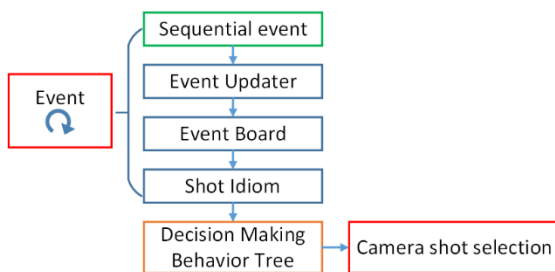 Sequential event
Event Updater
Event
Event Board
Shot Idiom
Decision Making
Behavior Tree
Camera shot selection